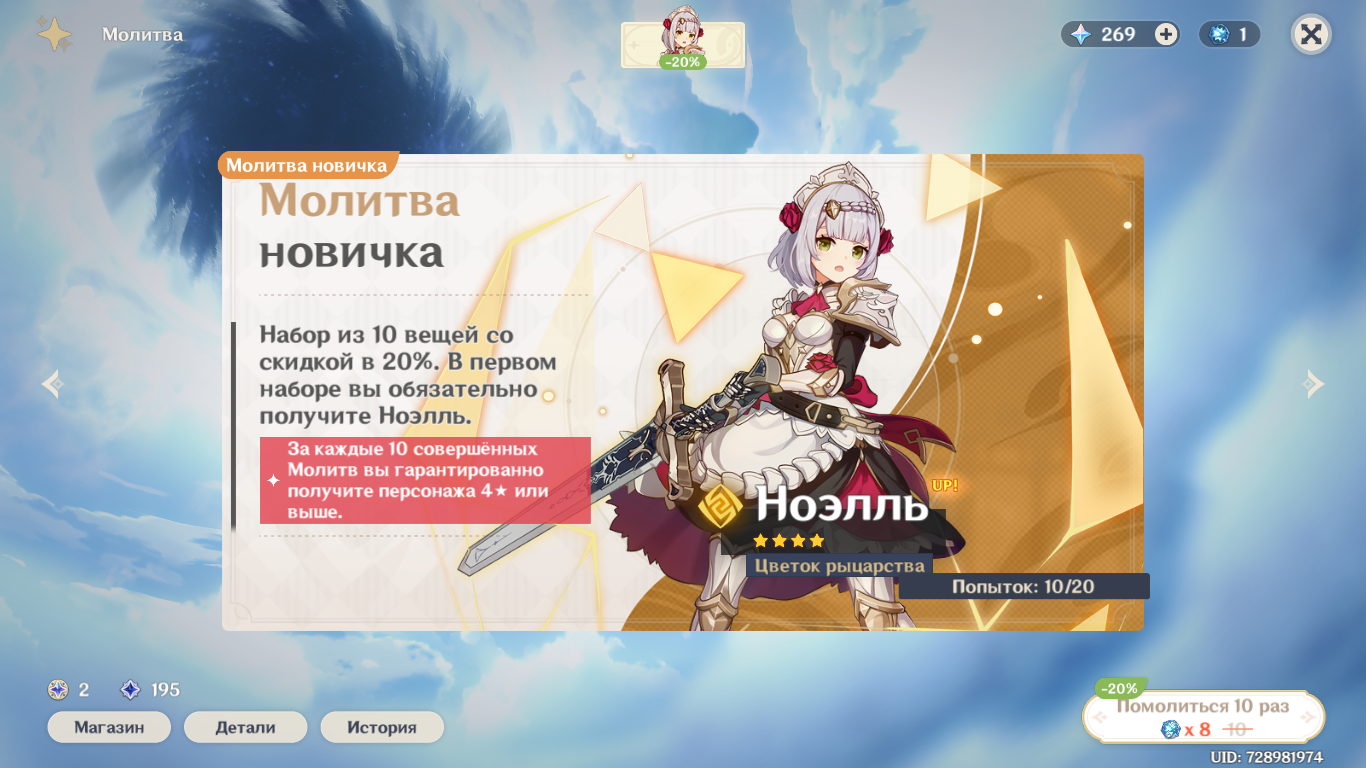 Молитва
-20%
269
1
Молитва новичка
Молитва
новичка
Набор из 10 вещей со
скидкой в 20%. В первом
наборе вы обязательно
получите Ноэлль.
За каждые 10 совершённых
Молитв вы гарантированно
получите персонажа 4★ или
выше.
UP!
Ноэлль
Цветок рыцарства
Попыток: 10/20
2
195
Магазин
Детали
История
-20%
Помолиться 10 раз
x 8 10
UID: 728981974